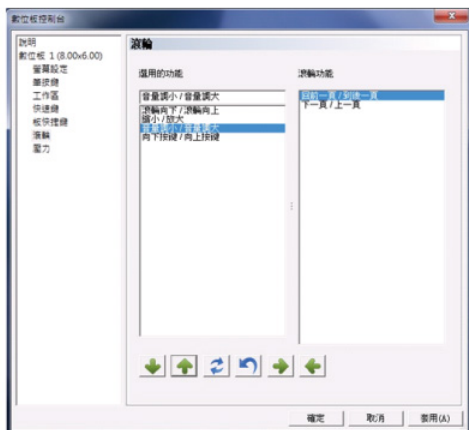 數位板控制台
說明
數位板 1 (8.00x6.00)
螢幕設定
筆按鍵
工作區
快速鍵
板快捷鍵
滾輪
壓力
滾輪
選用的功能
音量調小 / 音量調大
滾輪向下 / 滾輪向上
縮小 / 放大
音量調小 / 音量調大
向下按鍵 / 向上按鍵
滾輪功能
回前一頁 / 到後一頁
下一頁 / 上一頁
確定
取消
套用(A)